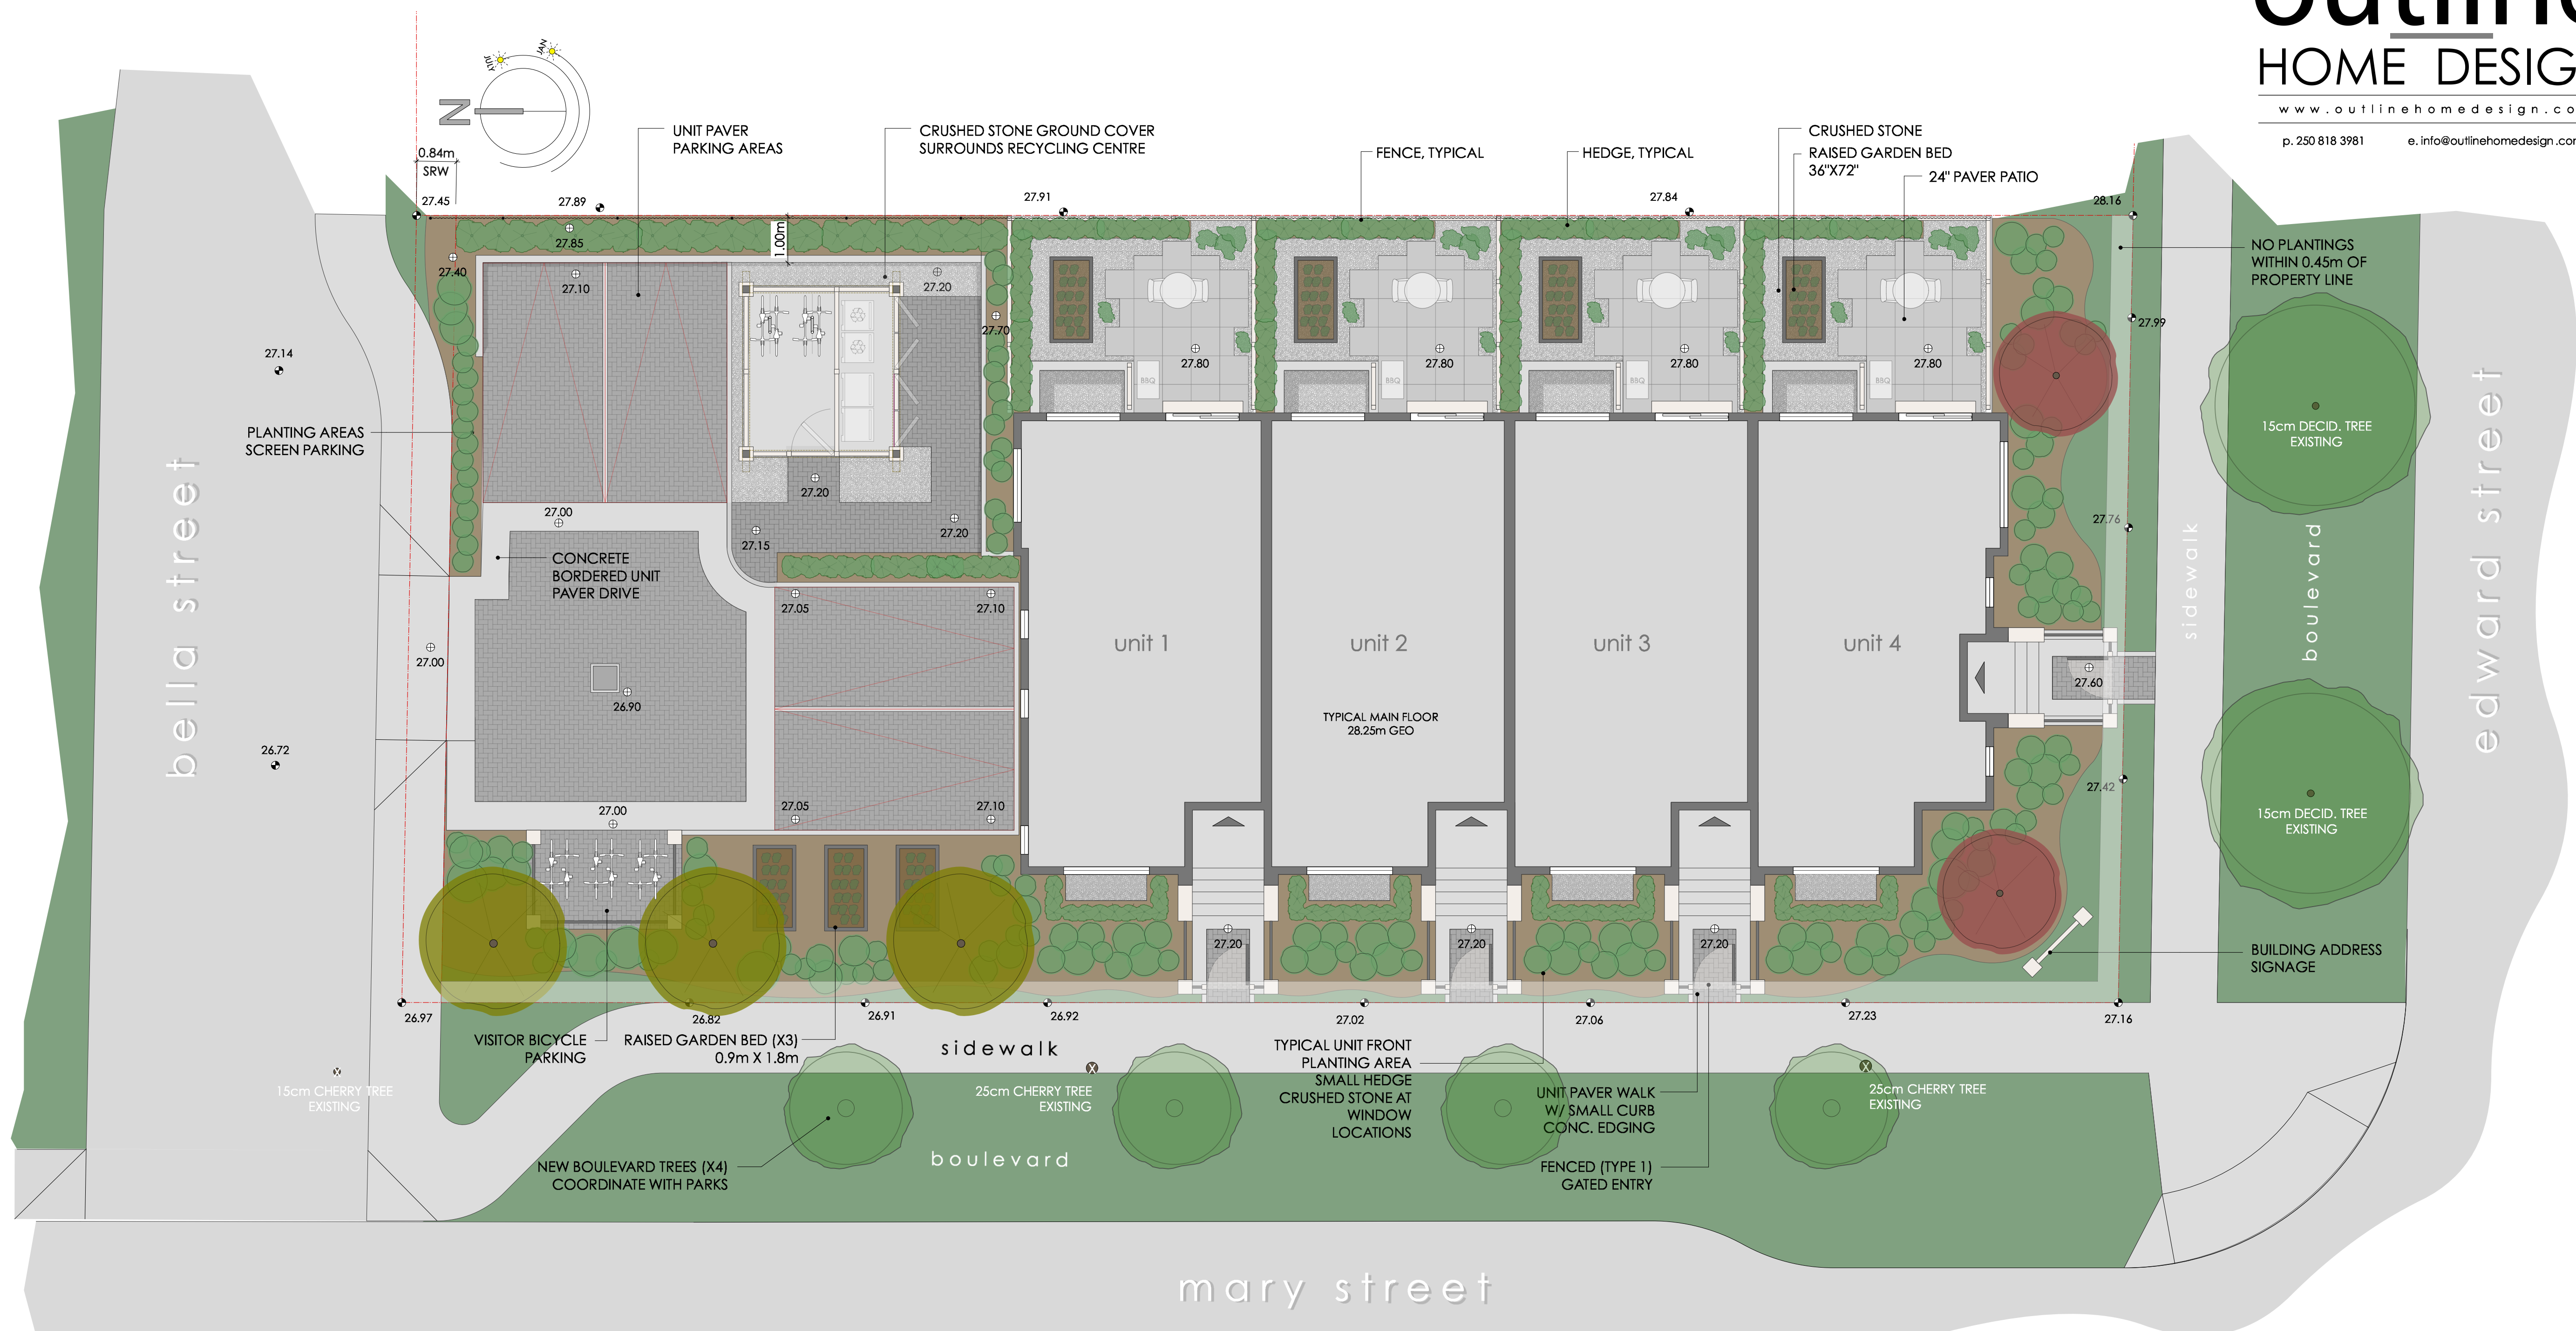 HOME DESIG
www.outlinehomedesign.co
p. 250 818 3981
e. info@outlinehomedesign.com
JULY
JAN
N
0.84m
SRW
UNIT PAVER
PARKING AREAS
CRUSHED STONE GROUND COVER
SURROUNDS RECYCLING CENTRE
FENCE, TYPICAL
HEDGE, TYPICAL
CRUSHED STONE
RAISED GARDEN BED
36"X72"
24" PAVER PATIO
27.45
27.89
27.91
27.84
28.16
27.85
1.00m
27.40
27.10
27.20
27.70
NO PLANTINGS
WITHIN 0.45m OF
PROPERTY LINE
27.99
27.14
27.80
27.80
27.80
27.80
BBQ
BBQ
BBQ
BBQ
PLANTING AREAS
SCREEN PARKING
15cm DECID. TREE
EXISTING
27.20
27.00
27.15
27.20
27.76
CONCRETE
BORDERED UNIT
PAVER DRIVE
27.05
27.10
bella street
sidewalk
boulevard
edward street
unit 1
unit 2
unit 3
unit 4
27.00
26.90
27.60
TYPICAL MAIN FLOOR
28.25m GEO
26.72
27.42
27.00
27.05
27.10
15cm DECID. TREE
EXISTING
27.20
27.20
27.20
BUILDING ADDRESS
SIGNAGE
26.97
26.82
26.91
26.92
27.02
27.06
27.23
27.16
VISITOR BICYCLE
PARKING
RAISED GARDEN BED (X3)
0.9m X 1.8m
sidewalk
TYPICAL UNIT FRONT
PLANTING AREA
SMALL HEDGE
CRUSHED STONE AT
WINDOW
LOCATIONS
UNIT PAVER WALK
W/ SMALL CURB
CONC. EDGING
X
15cm CHERRY TREE
EXISTING
X
25cm CHERRY TREE
EXISTING
X
25cm CHERRY TREE
EXISTING
NEW BOULEVARD TREES (X4)
COORDINATE WITH PARKS
boulevard
FENCED (TYPE 1)
GATED ENTRY
mary street